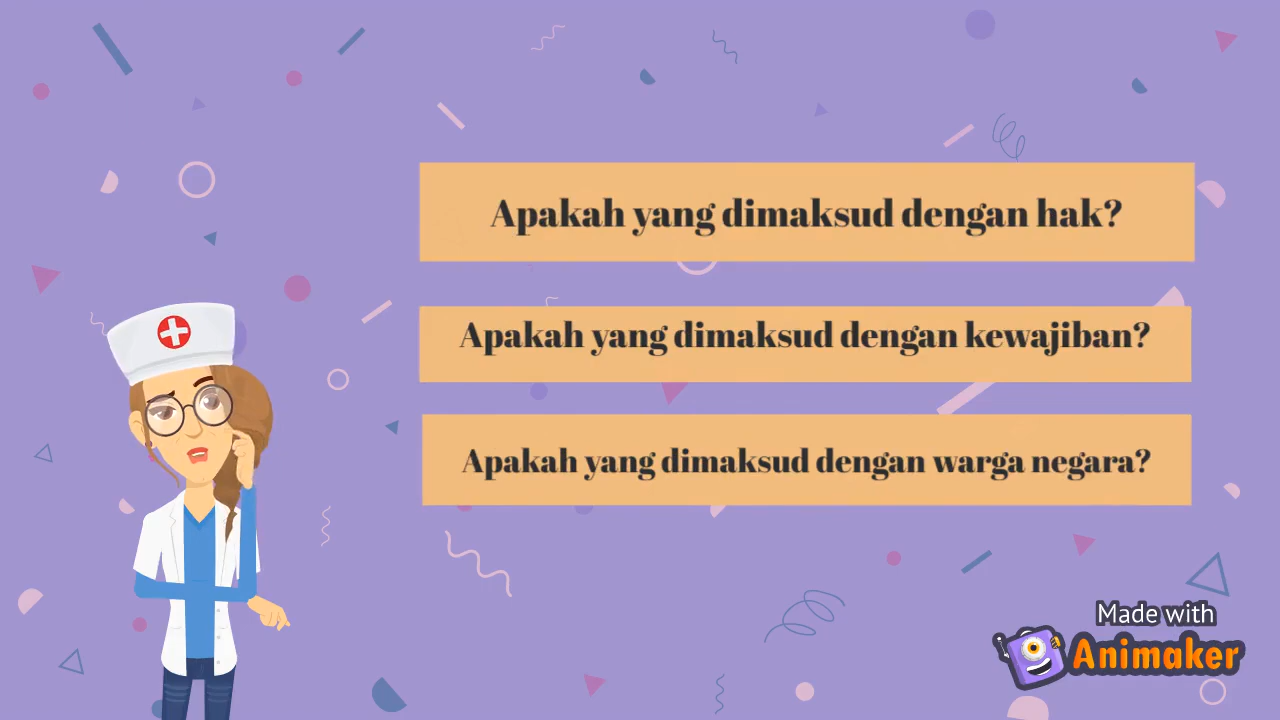 Apakah yang dimaksud dengan hak?
Apakah yang dimaksud dengan kewajiban?
Apakah yang dimaksud dengan warga negara?
Made with
Animaker